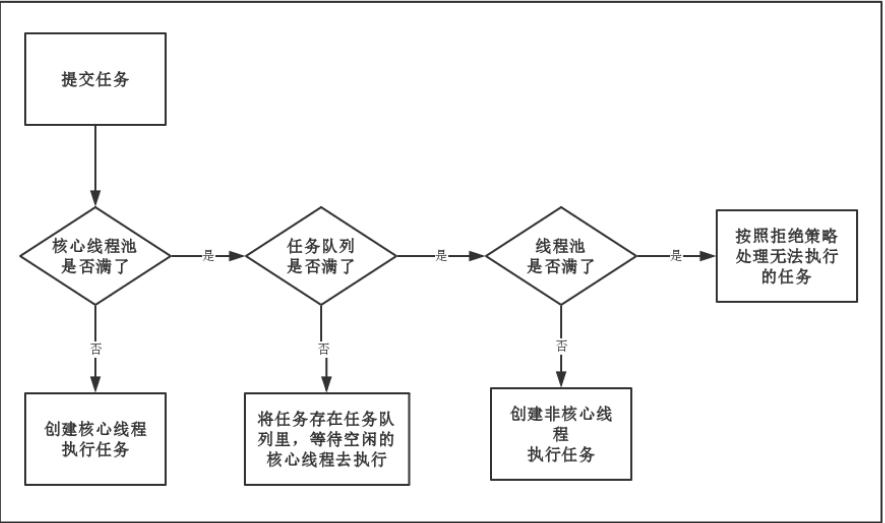 提交任务
核心线程池
是否满了
是
任务队列
是否满了
是
线程池
是否满了
是
按照拒绝策略
处理无法执行
的任务
否
否
否
创建核心线程
执行任务
将任务存在任务队
列里，等待空闲的
核心线程去执行
创建非核心线
程
执行任务